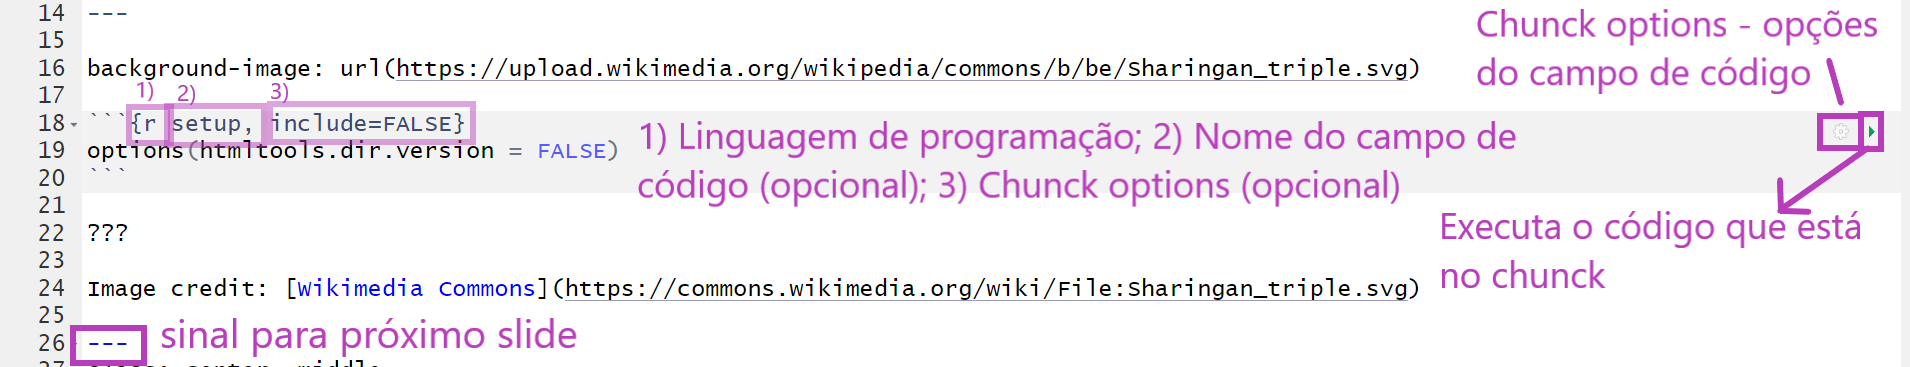 14 ---
15
16 background-image: url(https://upload.wikimedia.org/wikipedia/commons/b/be/Sharingan_triple.svg)
17
1) 2) 3)
18 ```{r setup, include=FALSE}
19 options(htmltools.dir.version = FALSE)
20 ```
21
22 ???
23
24 Image credit: [Wikimedia Commons](https://commons.wikimedia.org/wiki/File:Sharingan_triple.svg)
25
26 ---
sinal para próximo slide
1) Linguagem de programação; 2) Nome do campo de
código (opcional); 3) Chunck options (opcional)
Chunck options - opções
do campo de código
Executa o código que está
no chunck